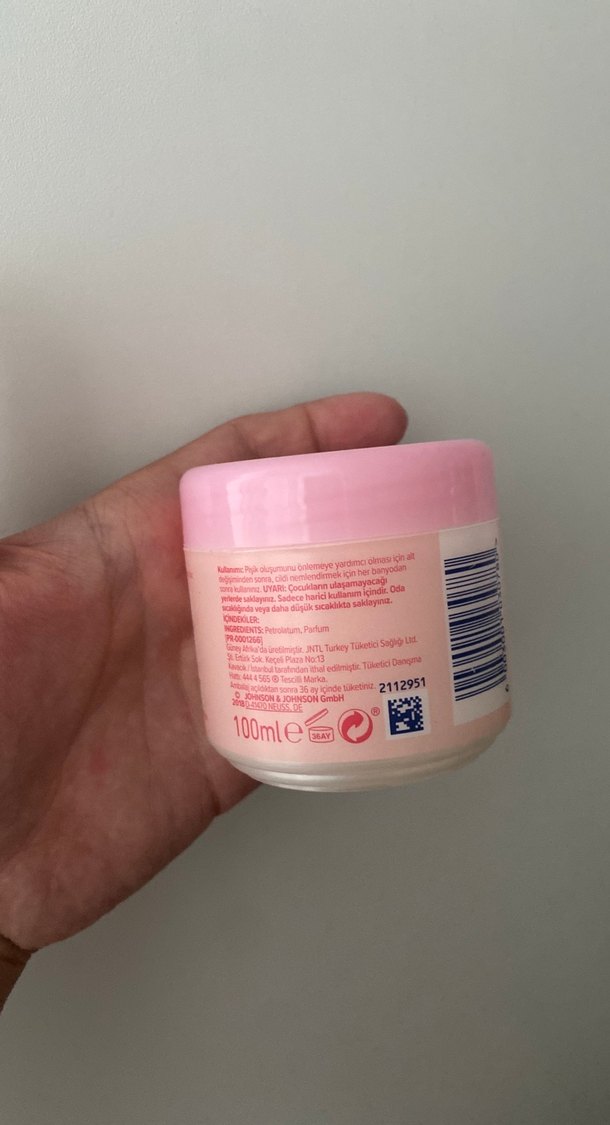 Kullanımı: Pişik oluşumunu önlemeye yardımcı olması için alt
değişiminden sonra, cildi nemlendirmek için her banyodan
sonra kullanınız. UYARI: Çocukların ulaşamayacağı
yerlerde saklayınız. Sadece harici kullanım içindir. Oda
sıcaklığında veya daha düşük sıcaklıkta saklayınız.
İÇİNDEKİLER:
INGREDIENTS: Petrolatum, Parfum
[PR-0001266]
Güney Afrika'da üretilmiştir. JNTL Turkey Tüketici Sağlığı Ltd.
Şti. Ertürk Sok. Keçeli Plaza No:13
Kavacık / İstanbul tarafından ithal edilmiştir. Tüketici Danışma
Hattı: 444 4 565 ® Tescilli Marka.
Ambalaj açıldıktan sonra 36 ay içinde tüketiniz. 2112951
© JOHNSON & JOHNSON GmbH
2018 D-41470 NEUSS, DE
100ml e 36AY ®